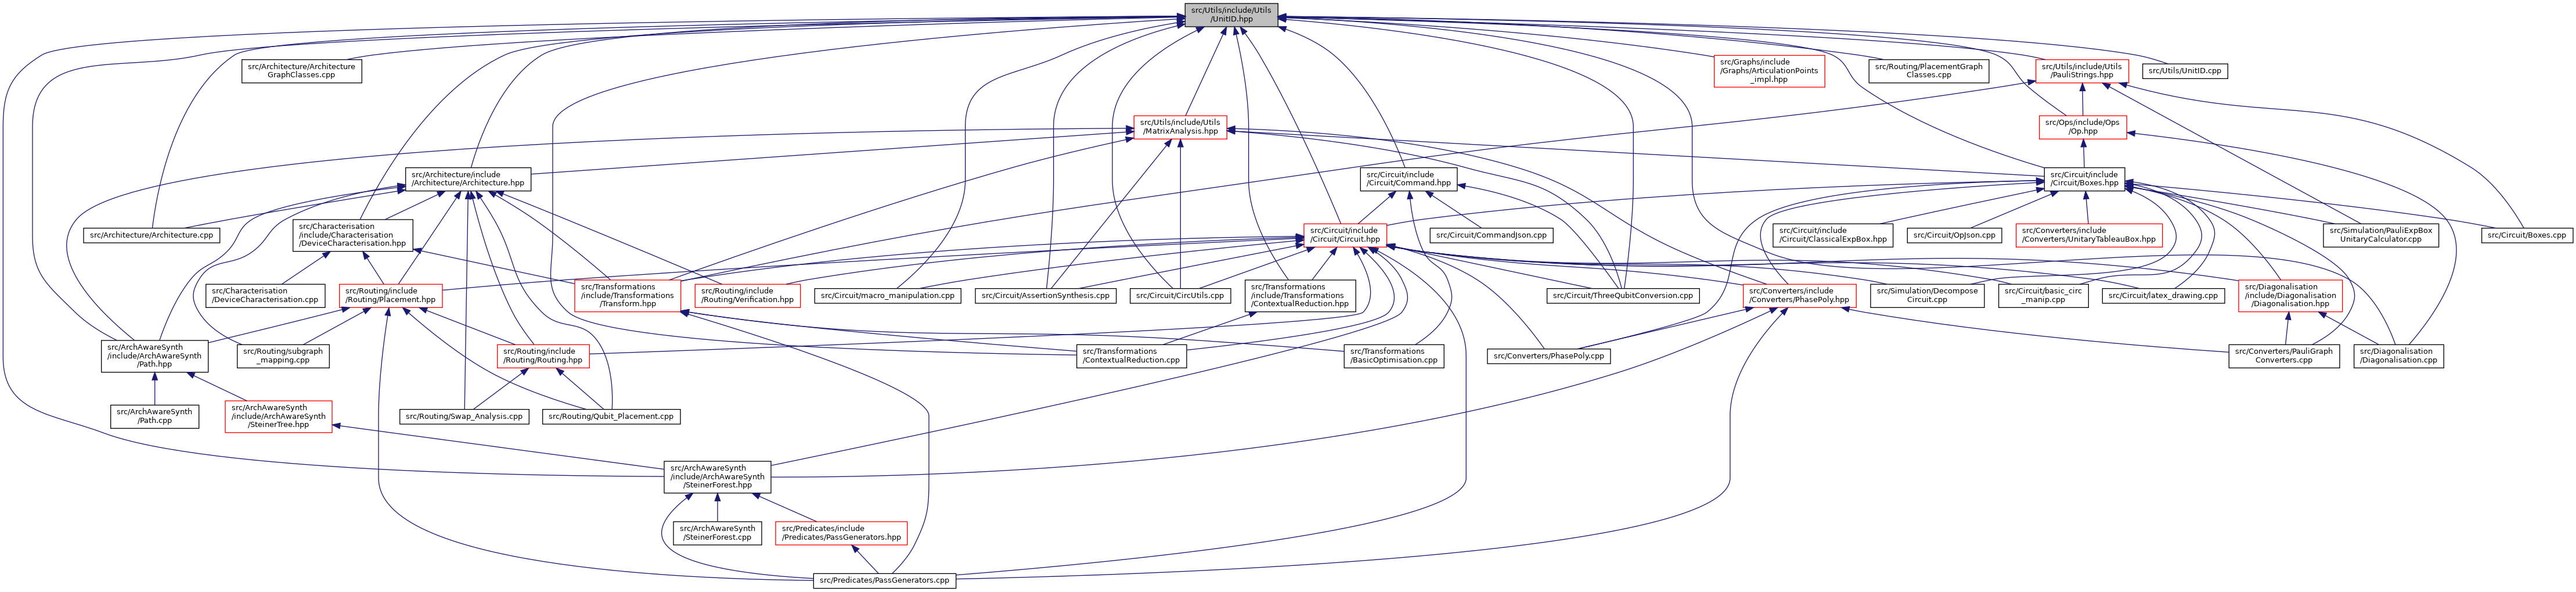 src/Utils/include/Utils
/UnitID.hpp
src/Architecture/Architecture
GraphClasses.cpp
src/Graphs/include
/Graphs/ArticulationPoints
_impl.hpp
src/Routing/PlacementGraph
Classes.cpp
src/Utils/include/Utils
/PauliStrings.hpp
src/Utils/UnitID.cpp
src/Utils/include/Utils
/MatrixAnalysis.hpp
src/Ops/include/Ops
/Op.hpp
src/Architecture/include
/Architecture/Architecture.hpp
src/Circuit/include
/Circuit/Command.hpp
src/Circuit/include
/Circuit/Boxes.hpp
src/Architecture/Architecture.cpp
src/Characterisation
/include/Characterisation
/DeviceCharacterisation.hpp
src/Circuit/include
/Circuit/Circuit.hpp
src/Circuit/CommandJson.cpp
src/Circuit/include
/Circuit/ClassicalExpBox.hpp
src/Circuit/OpJson.cpp
src/Converters/include
/Converters/UnitaryTableauBox.hpp
src/Simulation/PauliExpBox
UnitaryCalculator.cpp
src/Circuit/Boxes.cpp
src/Characterisation
/DeviceCharacterisation.cpp
src/Routing/include
/Routing/Placement.hpp
src/Transformations
/include/Transformations
/Transform.hpp
src/Routing/include
/Routing/Verification.hpp
src/Circuit/macro_manipulation.cpp
src/Circuit/AssertionSynthesis.cpp
src/Circuit/CircUtils.cpp
src/Transformations
/include/Transformations
/ContextualReduction.hpp
src/Circuit/ThreeQubitConversion.cpp
src/Converters/include
/Converters/PhasePoly.hpp
src/Simulation/Decompose
Circuit.cpp
src/Circuit/basic_circ
_manip.cpp
src/Circuit/latex_drawing.cpp
src/Diagonalisation
/include/Diagonalisation
/Diagonalisation.hpp
src/ArchAwareSynth
/include/ArchAwareSynth
/Path.hpp
src/Routing/subgraph
_mapping.cpp
src/Routing/include
/Routing/Routing.hpp
src/Transformations
/ContextualReduction.cpp
src/Transformations
/BasicOptimisation.cpp
src/Converters/PhasePoly.cpp
src/Converters/PauliGraph
Converters.cpp
src/Diagonalisation
/Diagonalisation.cpp
src/ArchAwareSynth
/Path.cpp
src/ArchAwareSynth
/include/ArchAwareSynth
/SteinerTree.hpp
src/Routing/Swap_Analysis.cpp
src/Routing/Qubit_Placement.cpp
src/ArchAwareSynth
/include/ArchAwareSynth
/SteinerForest.hpp
src/ArchAwareSynth
/SteinerForest.cpp
src/Predicates/include
/Predicates/PassGenerators.hpp
src/Predicates/PassGenerators.cpp